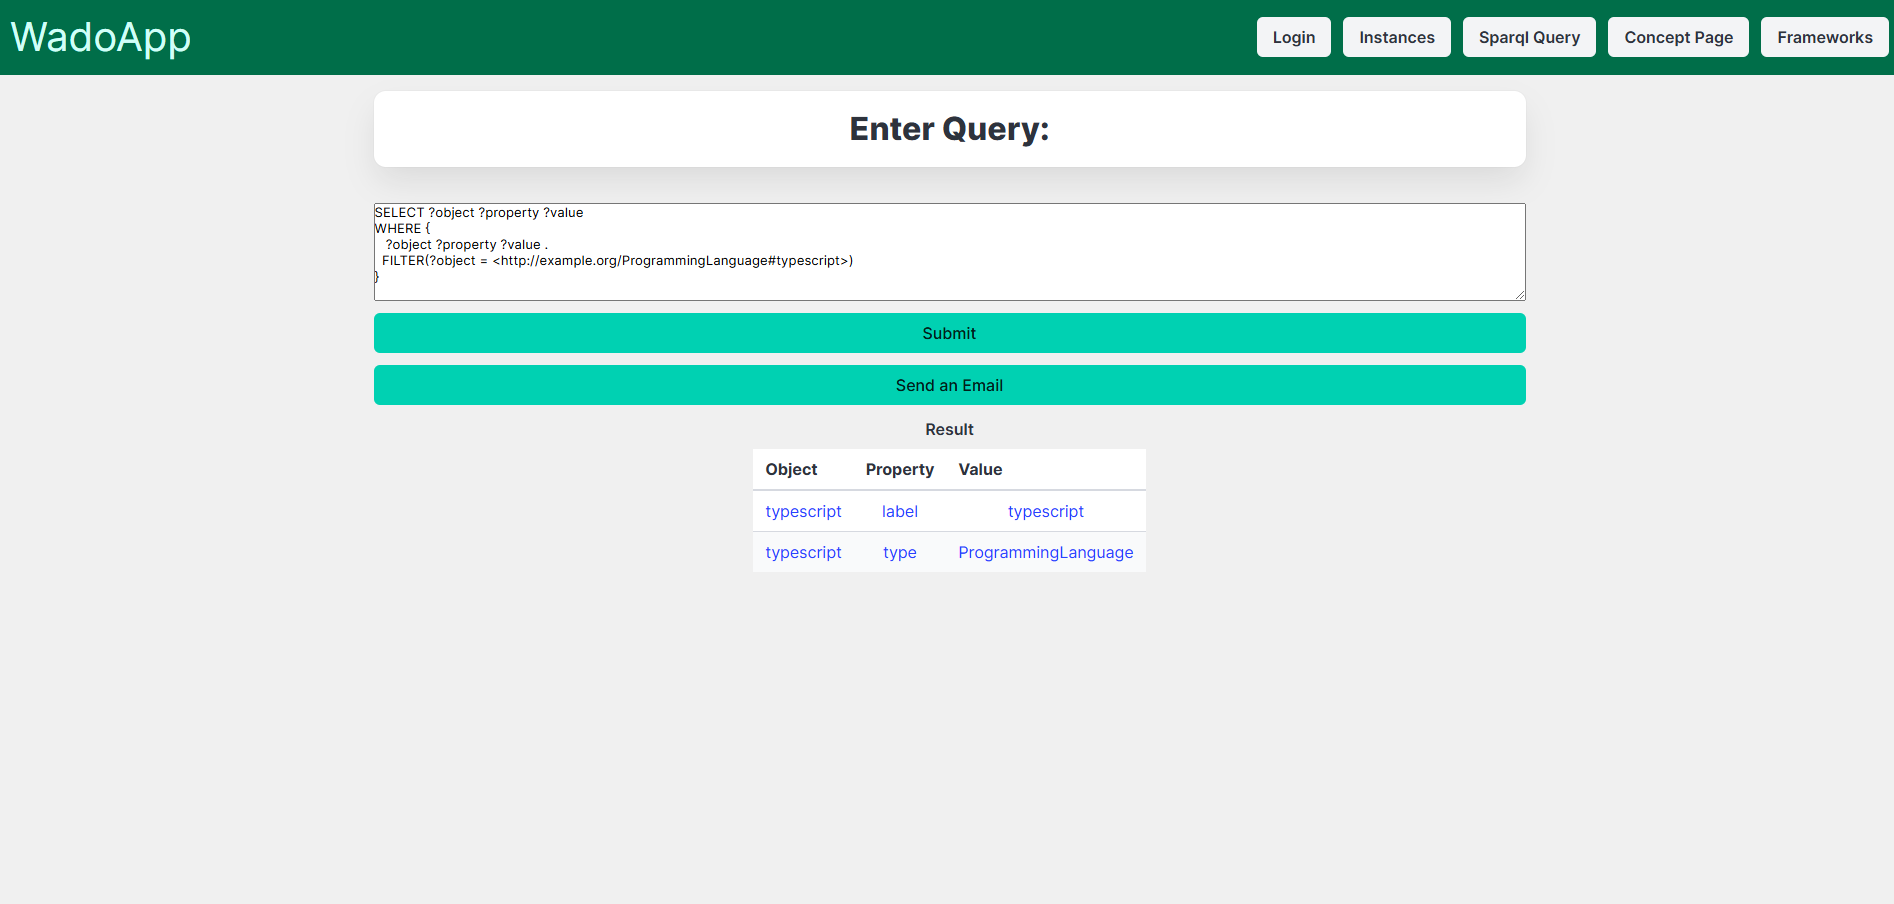 WadoApp
Login Instances Sparql Query Concept Page Frameworks
Enter Query:
SELECT ?object ?property ?value
WHERE {
?object ?property ?value .
FILTER(?object = <http://example.org/ProgrammingLanguage#typescript>)
}
Submit
Send an Email
Result
Object Property Value
typescript label typescript
typescript type ProgrammingLanguage